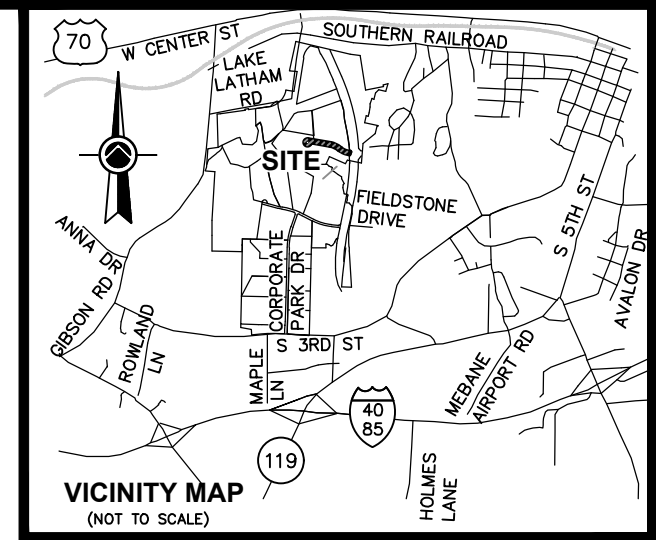 70
W CENTER ST
SOUTHERN RAILROAD
LAKE
LATHAM
RD
SITE
FIELDSTONE
DRIVE
S 5TH ST
AVALON DR
ANNA DR
GIBSON RD
ROWLAND
LN
CORPORATE
PARK DR
S 3RD ST
MAPLE
LN
MEBANE
AIRPORT RD
40
85
119
HOLMES
LANE
VICINITY MAP
(NOT TO SCALE)